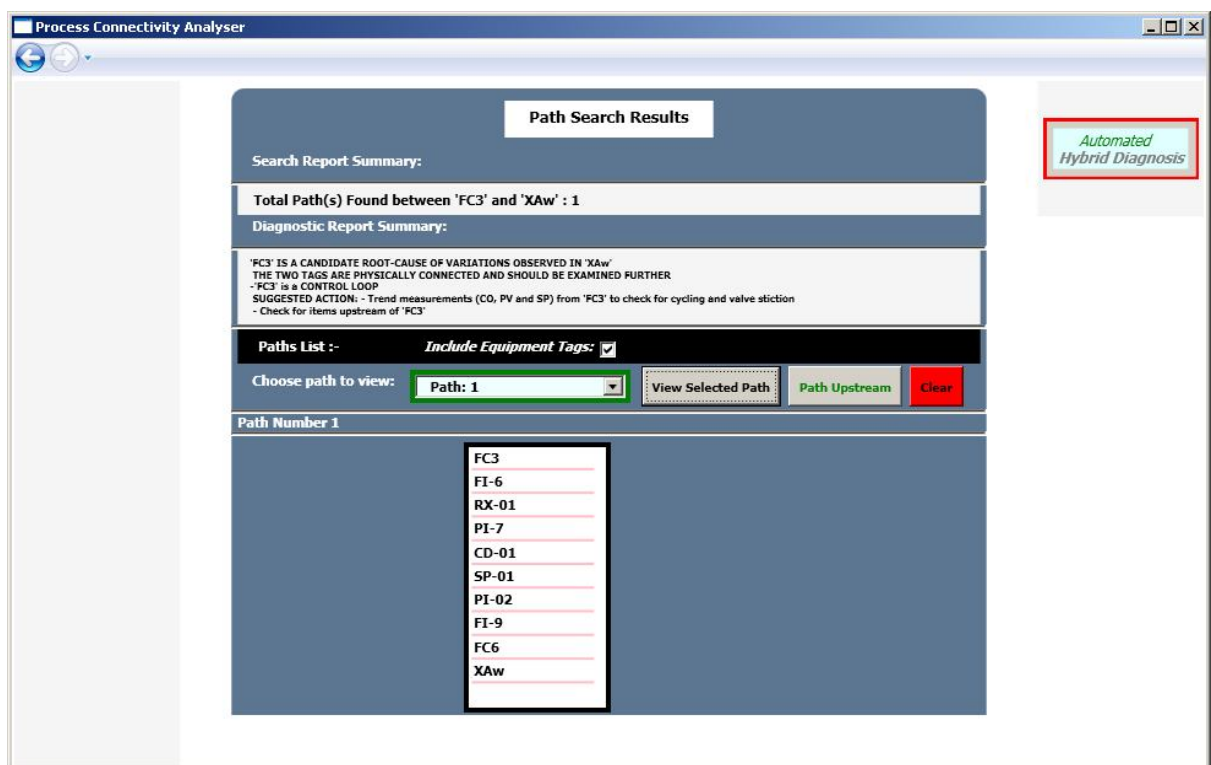 Process Connectivity Analyser
Path Search Results
Automated
Hybrid Diagnosis
Search Report Summary:
Total Path(s) Found between 'FC3' and 'XAw' : 1
Diagnostic Report Summary:
'FC3' IS A CANDIDATE ROOT-CAUSE OF VARIATIONS OBSERVED IN 'XAw'
THE TWO TAGS ARE PHYSICALLY CONNECTED AND SHOULD BE EXAMINED FURTHER
-'FC3' is a CONTROL LOOP
SUGGESTED ACTION: - Trend measurements (CO, PV and SP) from 'FC3' to check for cycling and valve stiction
- Check for items upstream of 'FC3'
Paths List :- Include Equipment Tags:
Choose path to view: Path: 1 View Selected Path Path Upstream Clear
Path Number 1
FC3
FI-6
RX-01
PI-7
CD-01
SP-01
PI-02
FI-9
FC6
XAw